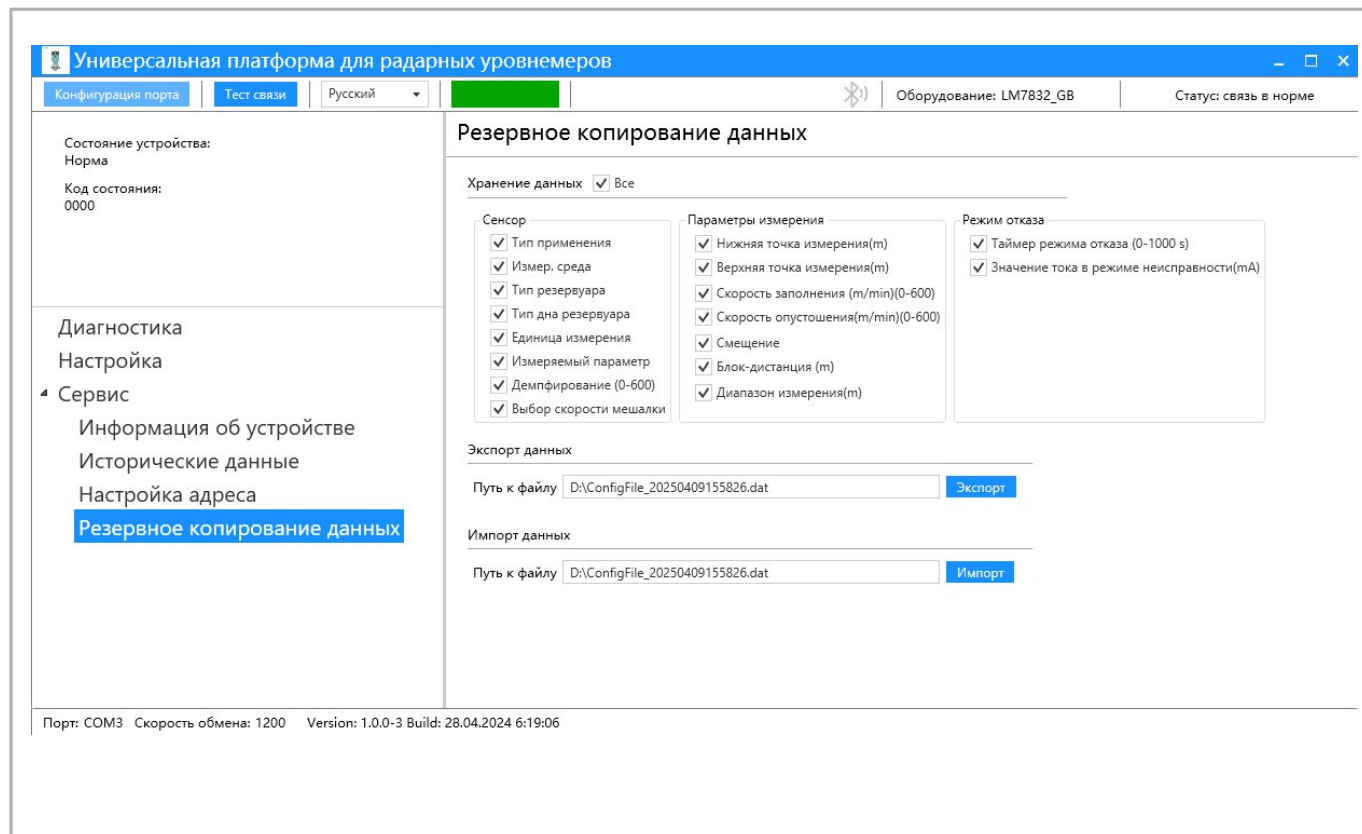 Универсальная платформа для радарных уровнемеров
Конфигурация порта Тест связи Русский Оборудование: LM7832_GB Статус: связь в норме
Состояние устройства:
Норма
Код состояния:
0000
Диагностика
Настройка
Сервис
Информация об устройстве
Исторические данные
Настройка адреса
Резервное копирование данных
Резервное копирование данных
Хранение данных Все
Сенсор
Тип применения
Измер. среда
Тип резервуара
Тип дна резервуара
Единица измерения
Измеряемый параметр
Демпфирование (0-600)
Выбор скорости мешалки
Параметры измерения
Нижняя точка измерения(m)
Верхняя точка измерения(m)
Скорость заполнения (m/min)(0-600)
Скорость опустошения(m/min)(0-600)
Смещение
Блок-дистанция (m)
Диапазон измерения(m)
Режим отказа
Таймер режима отказа (0-1000 s)
Значение тока в режиме неисправности(mA)
Экспорт данных
Путь к файлу D:\ConfigFile_20250409155826.dat Экспорт
Импорт данных
Путь к файлу D:\ConfigFile_20250409155826.dat Импорт
Порт: COM3 Скорость обмена: 1200 Version: 1.0.0-3 Build: 28.04.2024 6:19:06